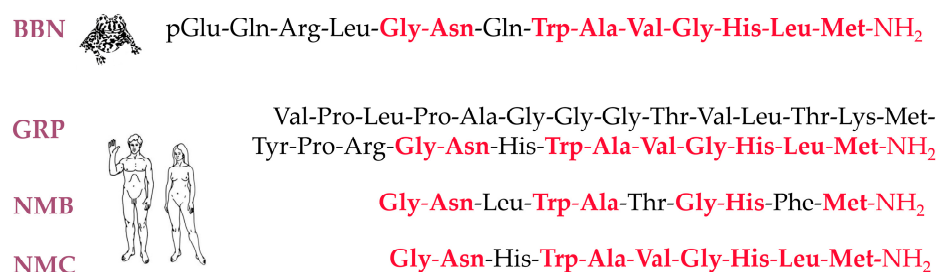 BBN pGlu-Gln-Arg-Leu-Gly-Asn-Gln-Trp-Ala-Val-Gly-His-Leu-Met-NH2
Val-Pro-Leu-Pro-Ala-Gly-Gly-Gly-Thr-Val-Leu-Thr-Lys-Met-
GRP
Tyr-Pro-Arg-Gly-Asn-His-Trp-Ala-Val-Gly-His-Leu-Met-NH2
NMB Gly-Asn-Leu-Trp-Ala-Thr-Gly-His-Phe-Met-NH2
NMC Gly-Asn-His-Trp-Ala-Val-Gly-His-Leu-Met-NH2